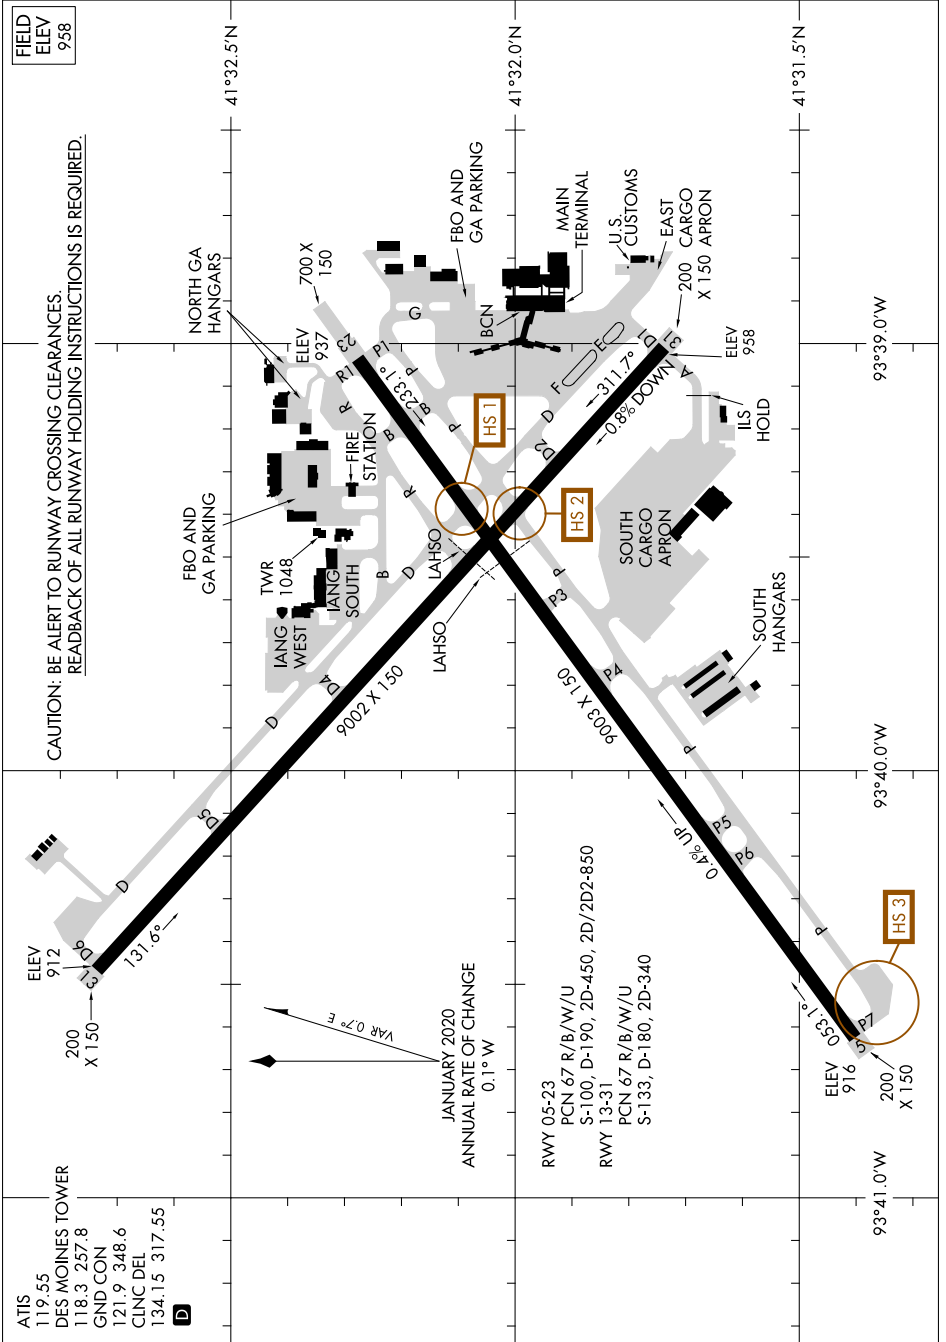 FIELD
ELEV
958
CAUTION: BE ALERT TO RUNWAY CROSSING CLEARANCES.
READBACK OF ALL RUNWAY HOLDING INSTRUCTIONS IS REQUIRED.
ATIS
119.55
DES MOINES TOWER
118.3 257.8
GND CON
121.9 348.6
CLNC DEL
134.15 317.55
D
41°32.5'N
41°32.0'N
41°31.5'N
93°39.0'W
93°40.0'W
93°41.0'W
JANUARY 2020
ANNUAL RATE OF CHANGE
0.1° W
VAR 0.7° E
RWY 05-23
PCN 67 R/B/W/U
S-100, D-190, 2D-450, 2D/2D2-850
RWY 13-31
PCN 67 R/B/W/U
S-133, D-180, 2D-340
ELEV
912
200
X 150
13
131.6°
D6
D
D5
D
D4
9002 X 150
IANG
WEST
IANG
SOUTH
TWR
1048
FBO AND
GA PARKING
FIRE
STATION
NORTH GA
HANGARS
ELEV
937
700 X
150
23
R1
P1
233.1°
R
B
P
B
P
R
B
D
G
FBO AND
GA PARKING
BCN
MAIN
TERMINAL
U.S.
CUSTOMS
EAST
CARGO
APRON
200
X 150
ELEV
958
31
D1
E
F
311.7°
0.8% DOWN
A
D
D2
ILS
HOLD
HS 1
HS 2
LAHSO
LAHSO
SOUTH
CARGO
APRON
SOUTH
HANGARS
P
P3
P4
9003 X 150
P
P5
P6
0.4% UP
P
HS 3
053.1°
P7
5
ELEV
916
200
X 150